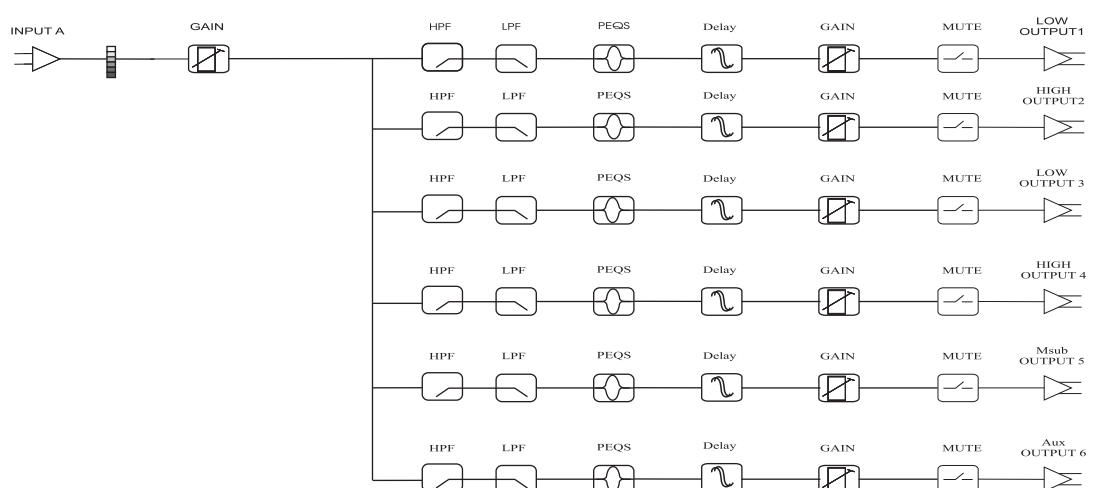 INPUT A GAIN HPF LPF PEQS Delay GAIN MUTE LOW
OUTPUT1
HPF LPF PEQS Delay GAIN MUTE HIGH
OUTPUT2
HPF LPF PEQS Delay GAIN MUTE LOW
OUTPUT 3
HPF LPF PEQS Delay GAIN MUTE HIGH
OUTPUT 4
HPF LPF PEQS Delay GAIN MUTE Msub
OUTPUT 5
HPF LPF PEQS Delay GAIN MUTE Aux
OUTPUT 6